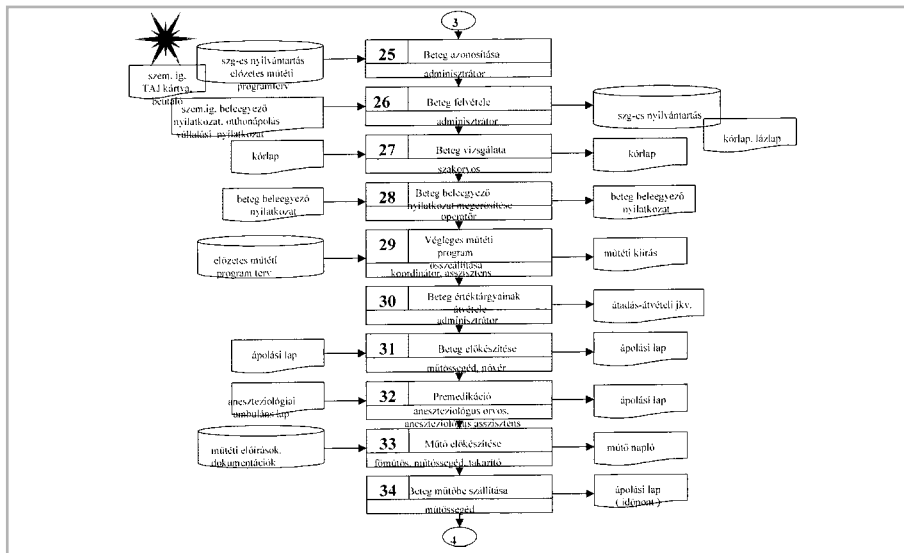 3
szg-es nyilvántartás
előzetes műtéti
programterv
25
Beteg azonosítása
adminisztrátor
szem. ig.
TAJ kártya,
beutaló
szem.ig. beleegyező
nyilatkozat, otthonápolás
vállalási nyilatkozat
26
Beteg felvétele
adminisztrátor
szg-es nyilvántartás
kórlap, lázlap
kórlap
27
Beteg vizsgálata
szakorvos
kórlap
beteg beleegyező
nyilatkozat
28
Beteg beleegyező
nyilatkozat megerősítése
operatőr
beteg beleegyező
nyilatkozat
előzetes műtéti
program terv
29
Végleges műtéti
program
összeállítása
koordinátor, asszisztens
műtéti kiírás
30
Beteg értéktárgyainak
átvétele
adminisztrátor
átadás-átvételi jkv.
ápolási lap
31
Beteg előkészítése
műtőssegéd, nővér
ápolási lap
aneszteziológiai
ambuláns lap
32
Premedikáció
aneszteziológus orvos,
aneszteziológus asszisztens
ápolási lap
műtéti előírások,
dokumentációk
33
Műtő előkészítése
főműtős, műtőssegéd, takarító
műtő napló
34
Beteg műtőbe szállítása
műtőssegéd
ápolási lap
( időpont )
4